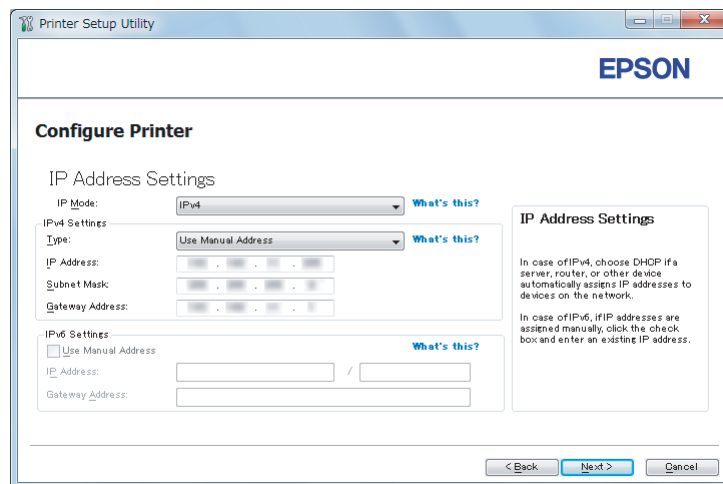 Printer Setup Utility
EPSON
Configure Printer
IP Address Settings
IP Mode:
IPv4
What's this?
IPv4 Settings
Type:
Use Manual Address
What's this?
IP Address:
Subnet Mask:
Gateway Address:
IPv6 Settings
Use Manual Address
What's this?
IP Address:
/
Gateway Address:
IP Address Settings
In case of IPv4, choose DHCP if a
server, router, or other device
automatically assigns IP addresses to
devices on the network.
In case of IPv6, if IP addresses are
assigned manually, click the check
box and enter an existing IP address.
< Back
Next >
Cancel